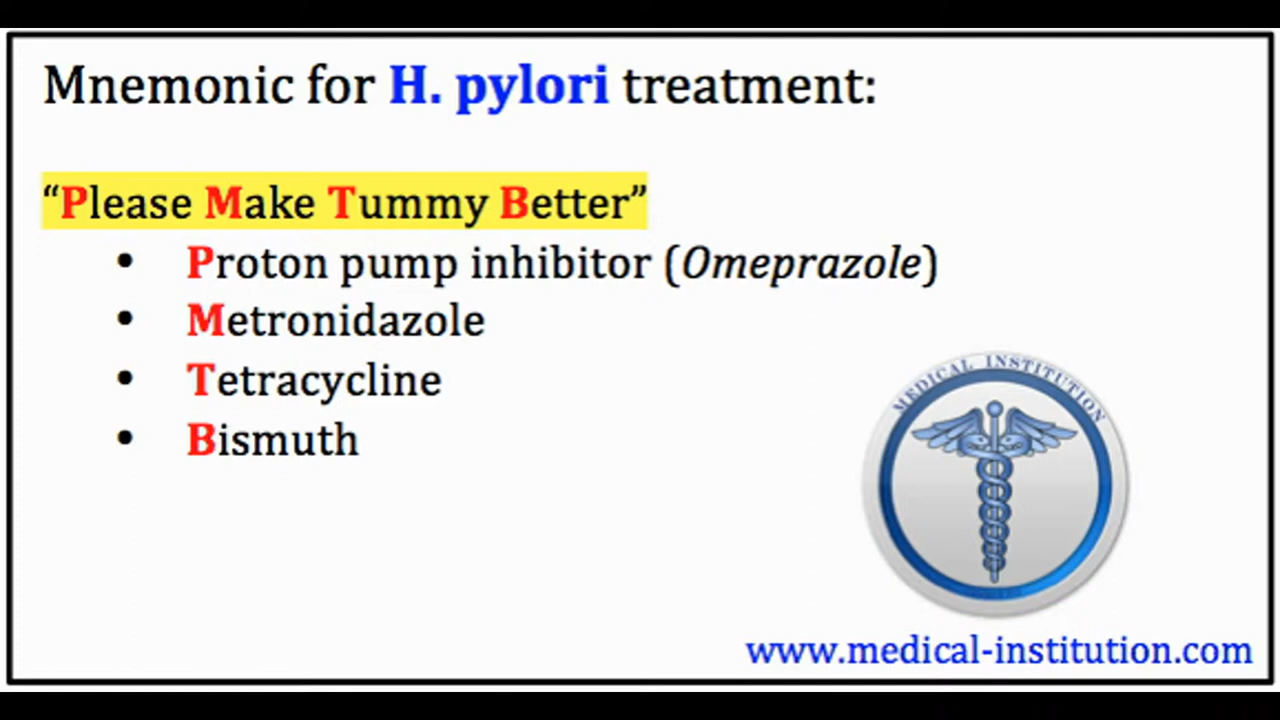 Mnemonic for H. pylori treatment:
“Please Make Tummy Better”
• Proton pump inhibitor (Omeprazole)
• Metronidazole
• Tetracycline
• Bismuth
MEDICAL INSTITUTION
www.medical-institution.com